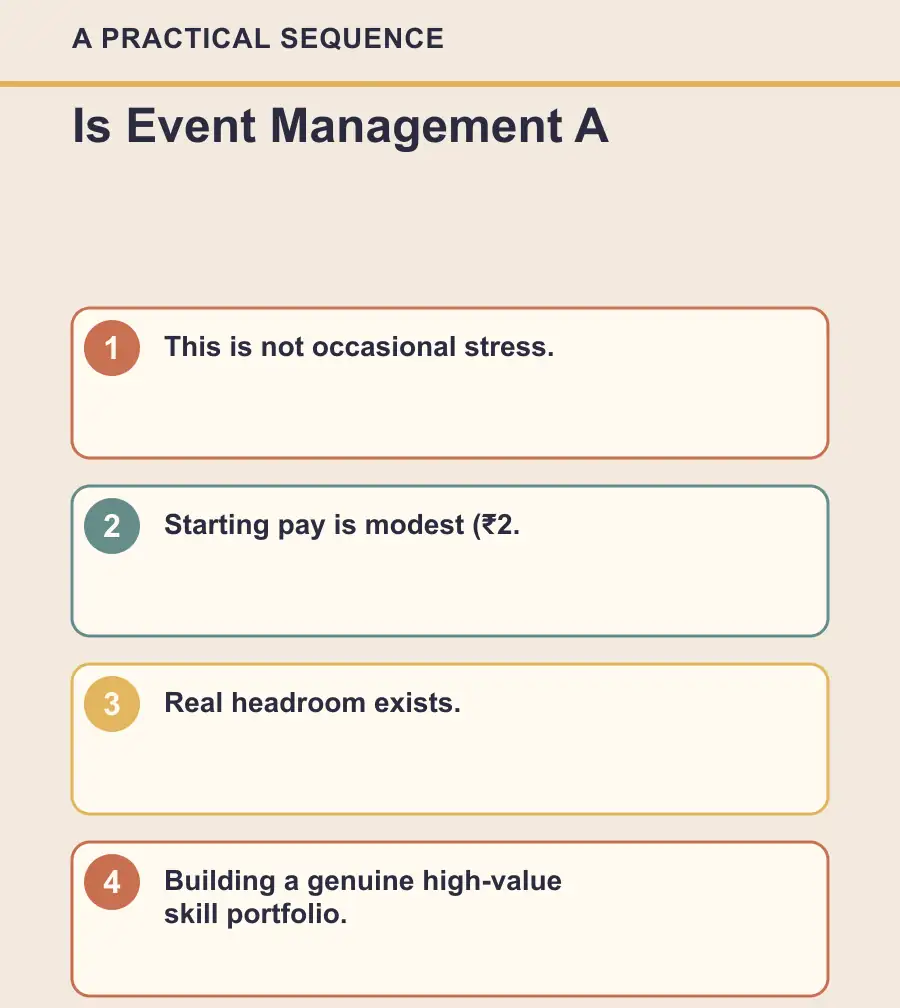 A PRACTICAL SEQUENCE
Is Event Management A
1
This is not occasional stress.
2
Starting pay is modest (₹2.
3
Real headroom exists.
4
Building a genuine high-value
skill portfolio.